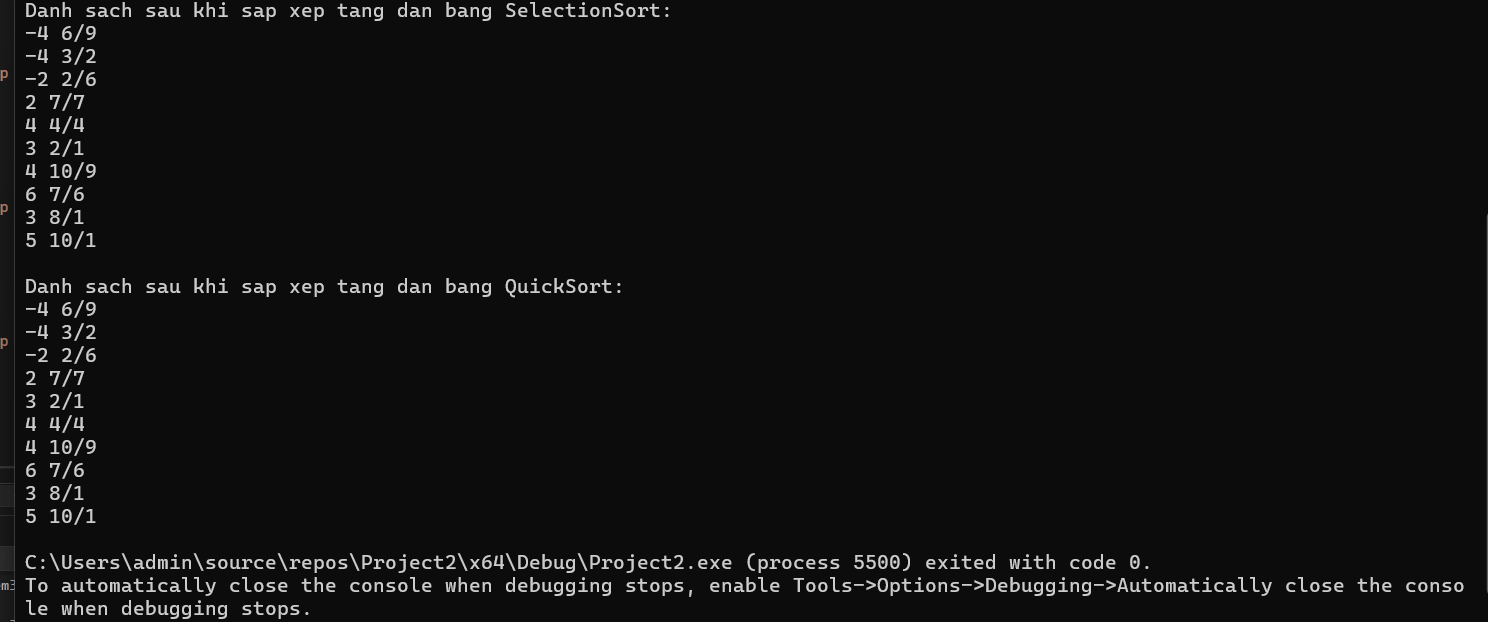 Danh sach sau khi sap xep tang dan bang SelectionSort:
-4 6/9
-4 3/2
-2 2/6
2 7/7
4 4/4
3 2/1
4 10/9
6 7/6
3 8/1
5 10/1
Danh sach sau khi sap xep tang dan bang QuickSort:
-4 6/9
-4 3/2
-2 2/6
2 7/7
3 2/1
4 4/4
4 10/9
6 7/6
3 8/1
5 10/1
C:\Users\admin\source\repos\Project2\x64\Debug\Project2.exe (process 5500) exited with code 0.
To automatically close the console when debugging stops, enable Tools->Options->Debugging->Automatically close the conso
le when debugging stops.
p
p
p